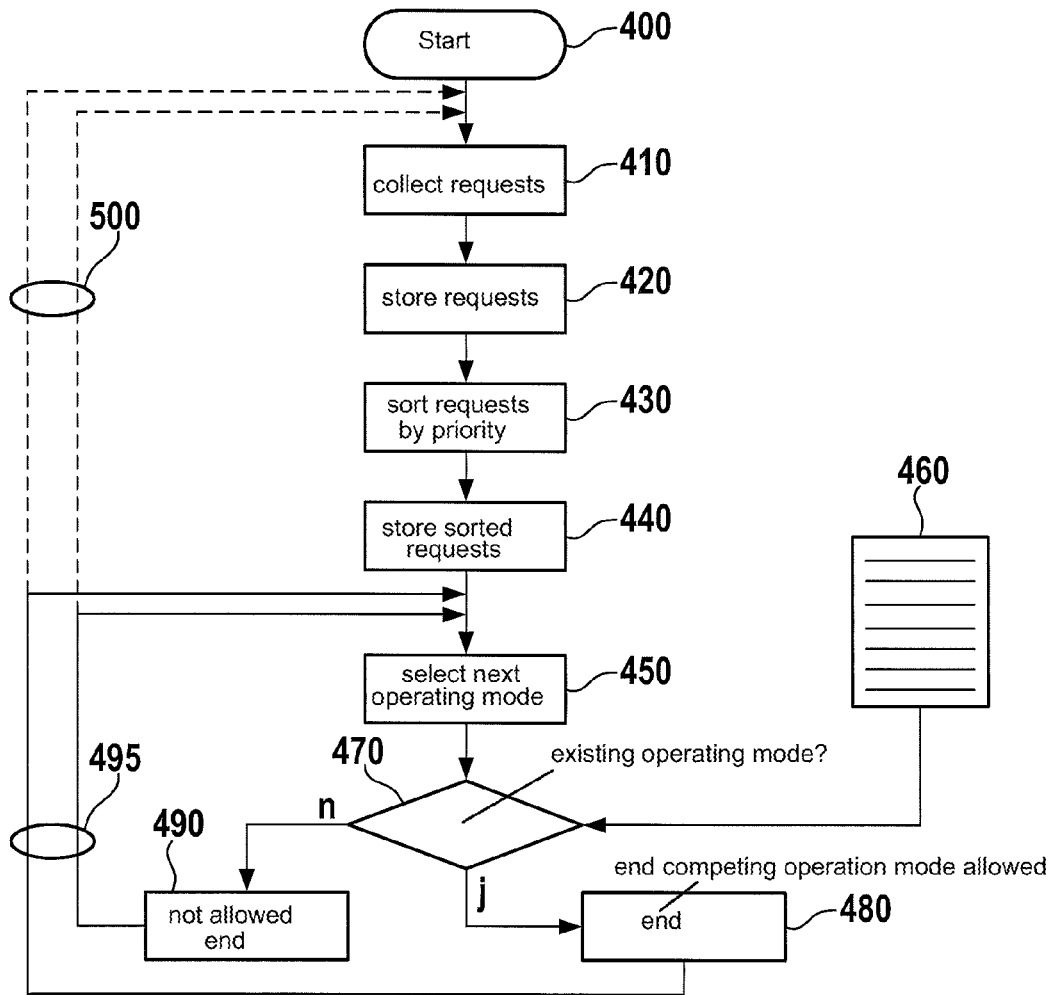 Start
400
collect requests
410
500
store requests
420
sort requests
by priority
430
460
store sorted
requests
440
select next
operating mode
450
470
existing operating mode?
495
490
n
j
end competing operation mode allowed
not allowed
end
end
480